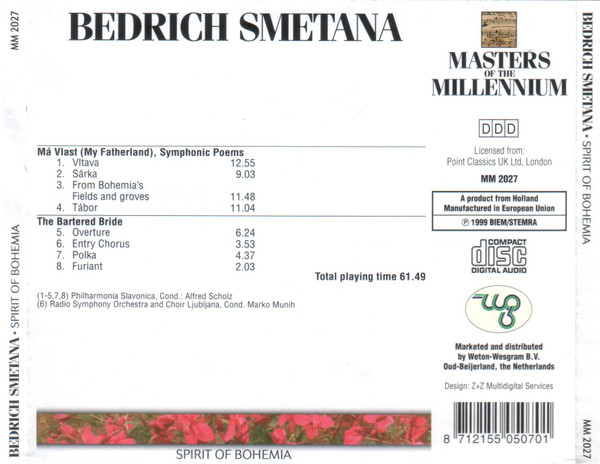 MM 2027
BEDRICH SMETANA
MASTERS
OF THE
MILLENNIUM
BEDRICH SMETANA • SPIRIT OF BOHEMIA
Má Vlast (My Fatherland), Symphonic Poems
1. Vltava 12.55
2. Sárka 9.03
3. From Bohemia's
Fields and groves 11.48
4. Tábor 11.04
The Bartered Bride
5. Overture 6.24
6. Entry Chorus 3.53
7. Polka 4.37
8. Furiant 2.03
Total playing time 61.49
(1-5,7,8) Philharmonia Slavonica, Cond.: Alfred Scholz
(6) Radio Symphony Orchestra and Choir Ljubljana, Cond. Marko Munih
DDD
Licensed from:
Point Classics UK Ltd, London
MM 2027
A product from Holland
Manufactured in European Union
℗ 1999 BIEM/STEMRA
COMPACT
disc
DIGITAL AUDIO
Marketed and distributed
by Weton-Wesgram B.V.
Oud-Beijerland, the Netherlands
Design: Z+Z Multidigital Services
8 712155 050701
SPIRIT OF BOHEMIA
BEDRICH SMETANA • SPIRIT OF BOHEMIA
MM 2027